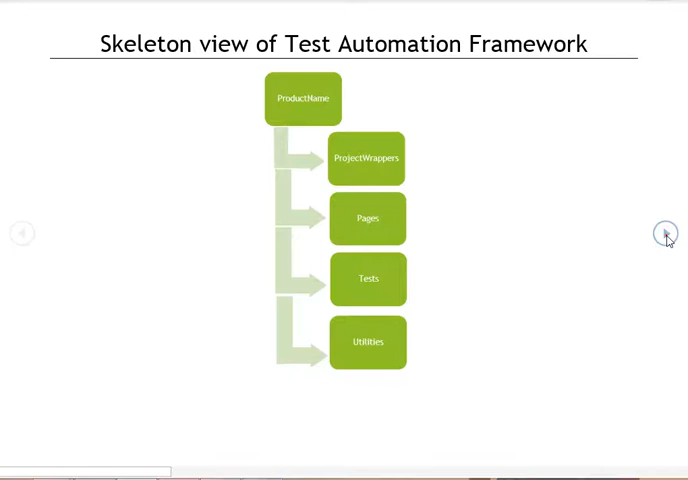 Skeleton view of Test Automation Framework
ProductName
ProjectWrappers
Pages
Tests
Utilities